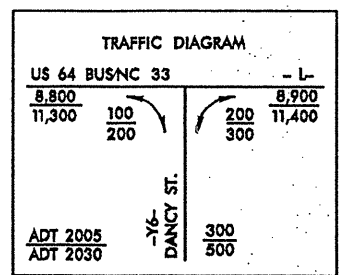 TRAFFIC DIAGRAM
US 64 BUS/NC 33 -L-
8,800 8,900
11,300 100 200 11,400
200 300
-Y6-
DANCY ST.
ADT 2005 300
ADT 2030 500